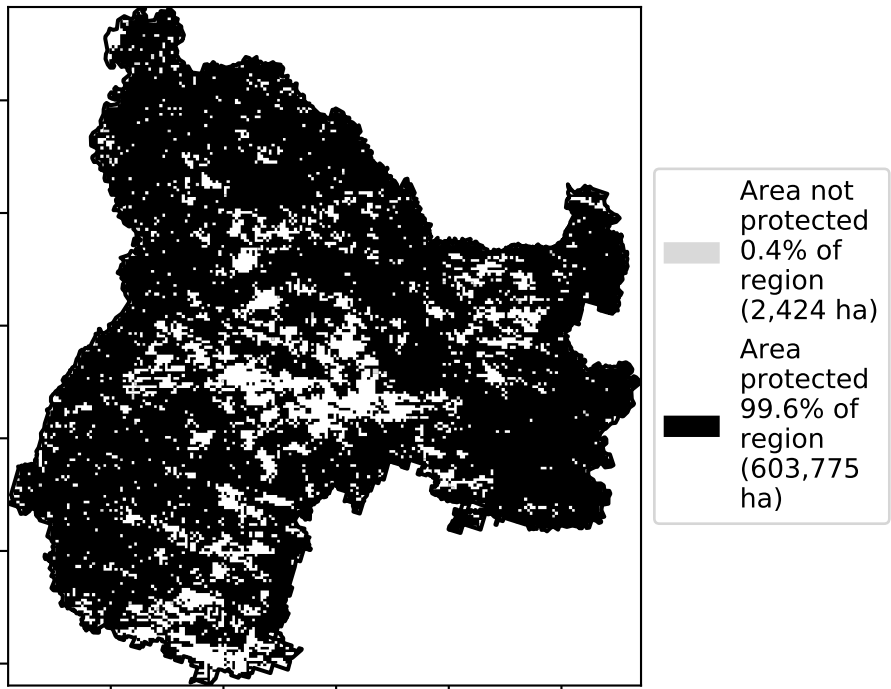 Area not
protected
0.4% of
region
(2,424 ha)
Area
protected
99.6% of
region
(603,775
ha)